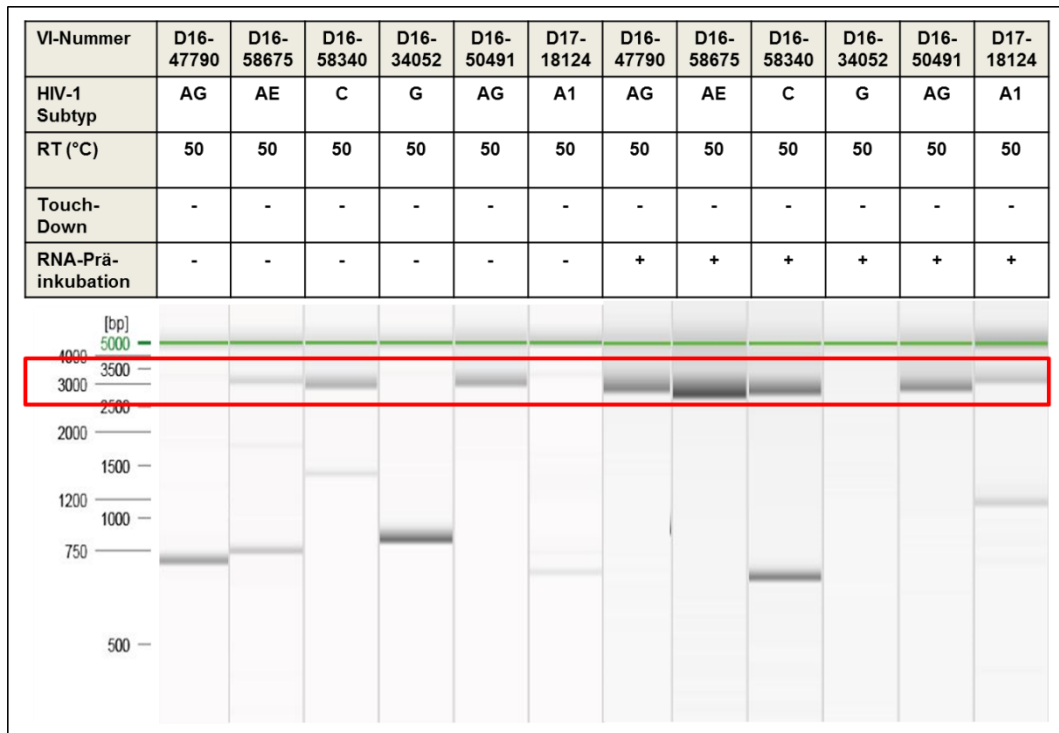 VI-Nummer D16-47790 D16-58675 D16-58340 D16-34052 D16-50491 D17-18124 D16-47790 D16-58675 D16-58340 D16-34052 D16-50491 D17-18124
HIV-1 Subtyp AG AE C G AG A1 AG AE C G AG A1
RT (°C) 50 50 50 50 50 50 50 50 50 50 50 50
Touch-Down - - - - - - - - - - - -
RNA-Prä-inkubation - - - - - - + + + + + +
[bp]
5000
4000
3500
3000
2500
2000
1500
1200
1000
750
500